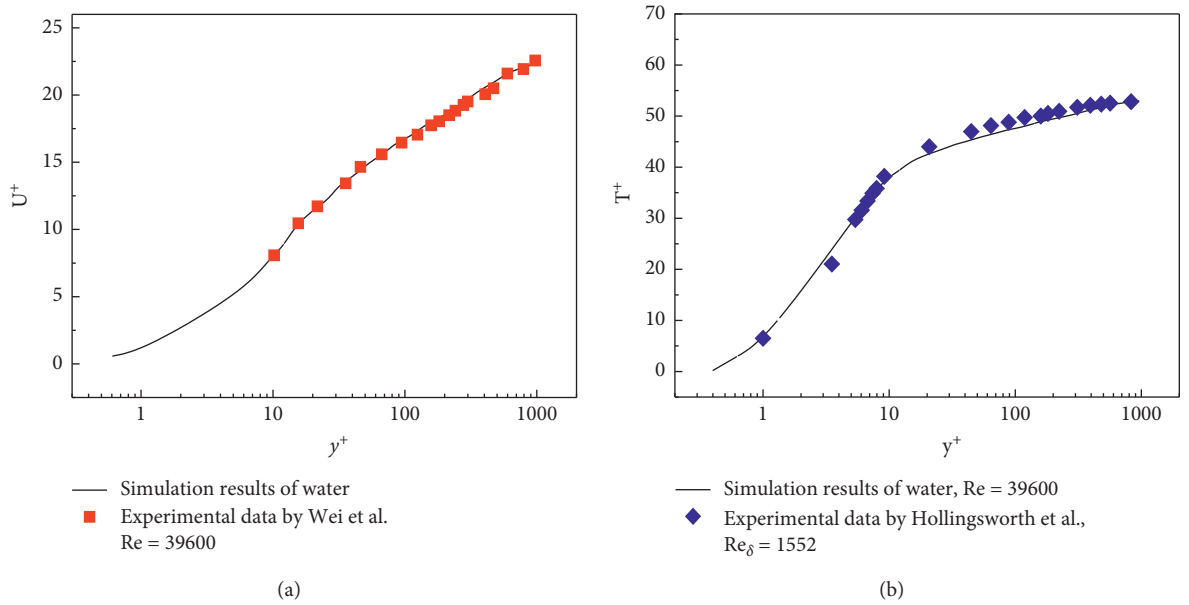 25
20
15
10
5
0
U+
1
10
100
1000
y+
Simulation results of water
Experimental data by Wei et al.
Re = 39600
(a)
70
60
50
40
30
20
10
0
−10
T+
1
10
100
1000
y+
Simulation results of water, Re = 39600
Experimental data by Hollingsworth et al.,
Reδ = 1552
(b)